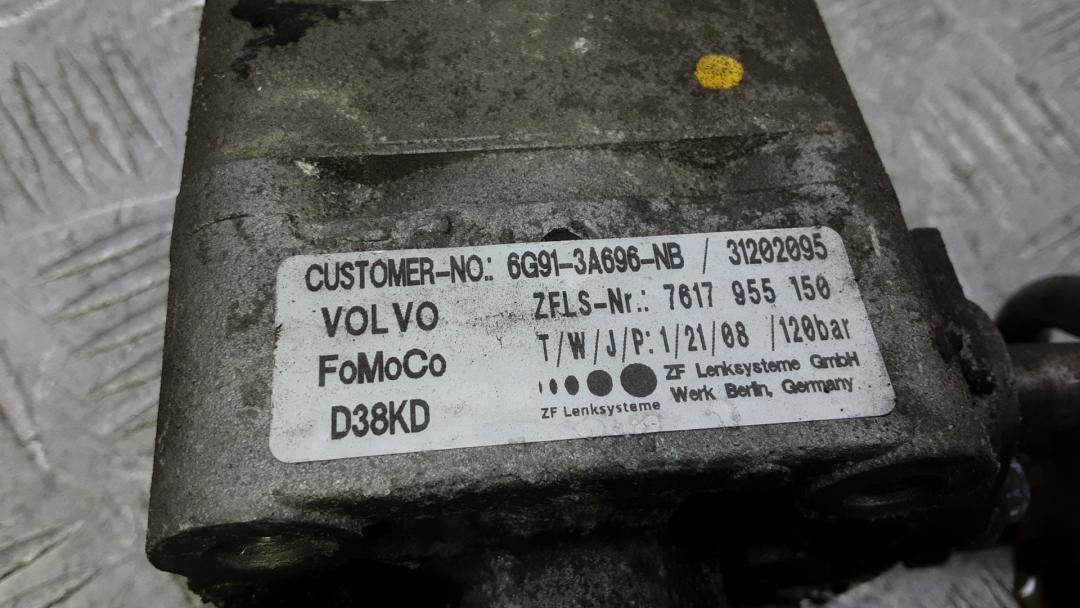 CUSTOMER-NO.: 6G91-3A696-NB / 31202095
VOLVO ZFLS-Nr.: 7617 955 150
FoMoCo T/W/J/P: 1/21/08 /120bar
D38KD ZF Lenksysteme ZF Lenksysteme GmbH
Werk Berlin, Germany